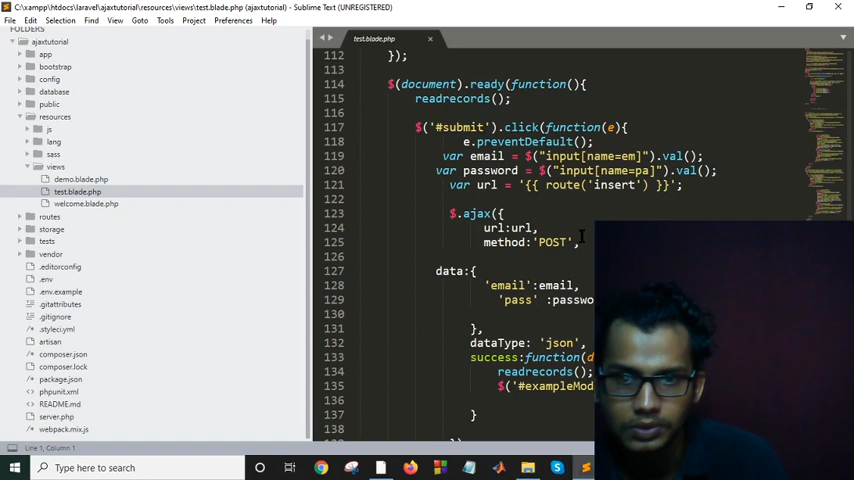 C:\xampp\htdocs\laravel\ajaxtutorial\resources\views\test.blade.php (ajaxtutorial) - Sublime Text (UNREGISTERED)
File Edit Selection Find View Goto Tools Project Preferences Help
FOLDERS
ajaxtutorial
app
bootstrap
config
database
public
resources
js
lang
sass
views
demo.blade.php
test.blade.php
welcome.blade.php
routes
storage
tests
vendor
.editorconfig
.env
.env.example
.gitattributes
.gitignore
.styleci.yml
artisan
composer.json
composer.lock
package.json
phpunit.xml
README.md
server.php
webpack.mix.js
test.blade.php
112 });
113
114 $(document).ready(function(){
115 readrecords();
116
117 $('#submit').click(function(e){
118 e.preventDefault();
119 var email = $("input[name=em]").val();
120 var password = $("input[name=pa]").val();
121 var url = '{{ route('insert') }}';
122
123 $.ajax({
124 url:url,
125 method:'POST',
126
127 data:{
128 'email':email,
129 'pass' :passwo
130
131 },
132 dataType: 'json',
133 success:function(d
134 readrecords();
135 $('#exampleMod
136
137 }
138
Line 1, Column 1
Type here to search